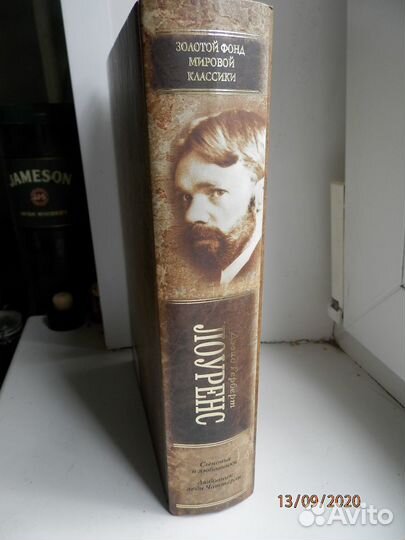 ЗОЛОТОЙ ФОНД
МИРОВОЙ
КЛАССИКИ
JAMESON
Дэвид Герберт
ЛОУРЕНС
Сыновья
и любовники
Любовник
леди Чаттерли
13/09/2020
Avito